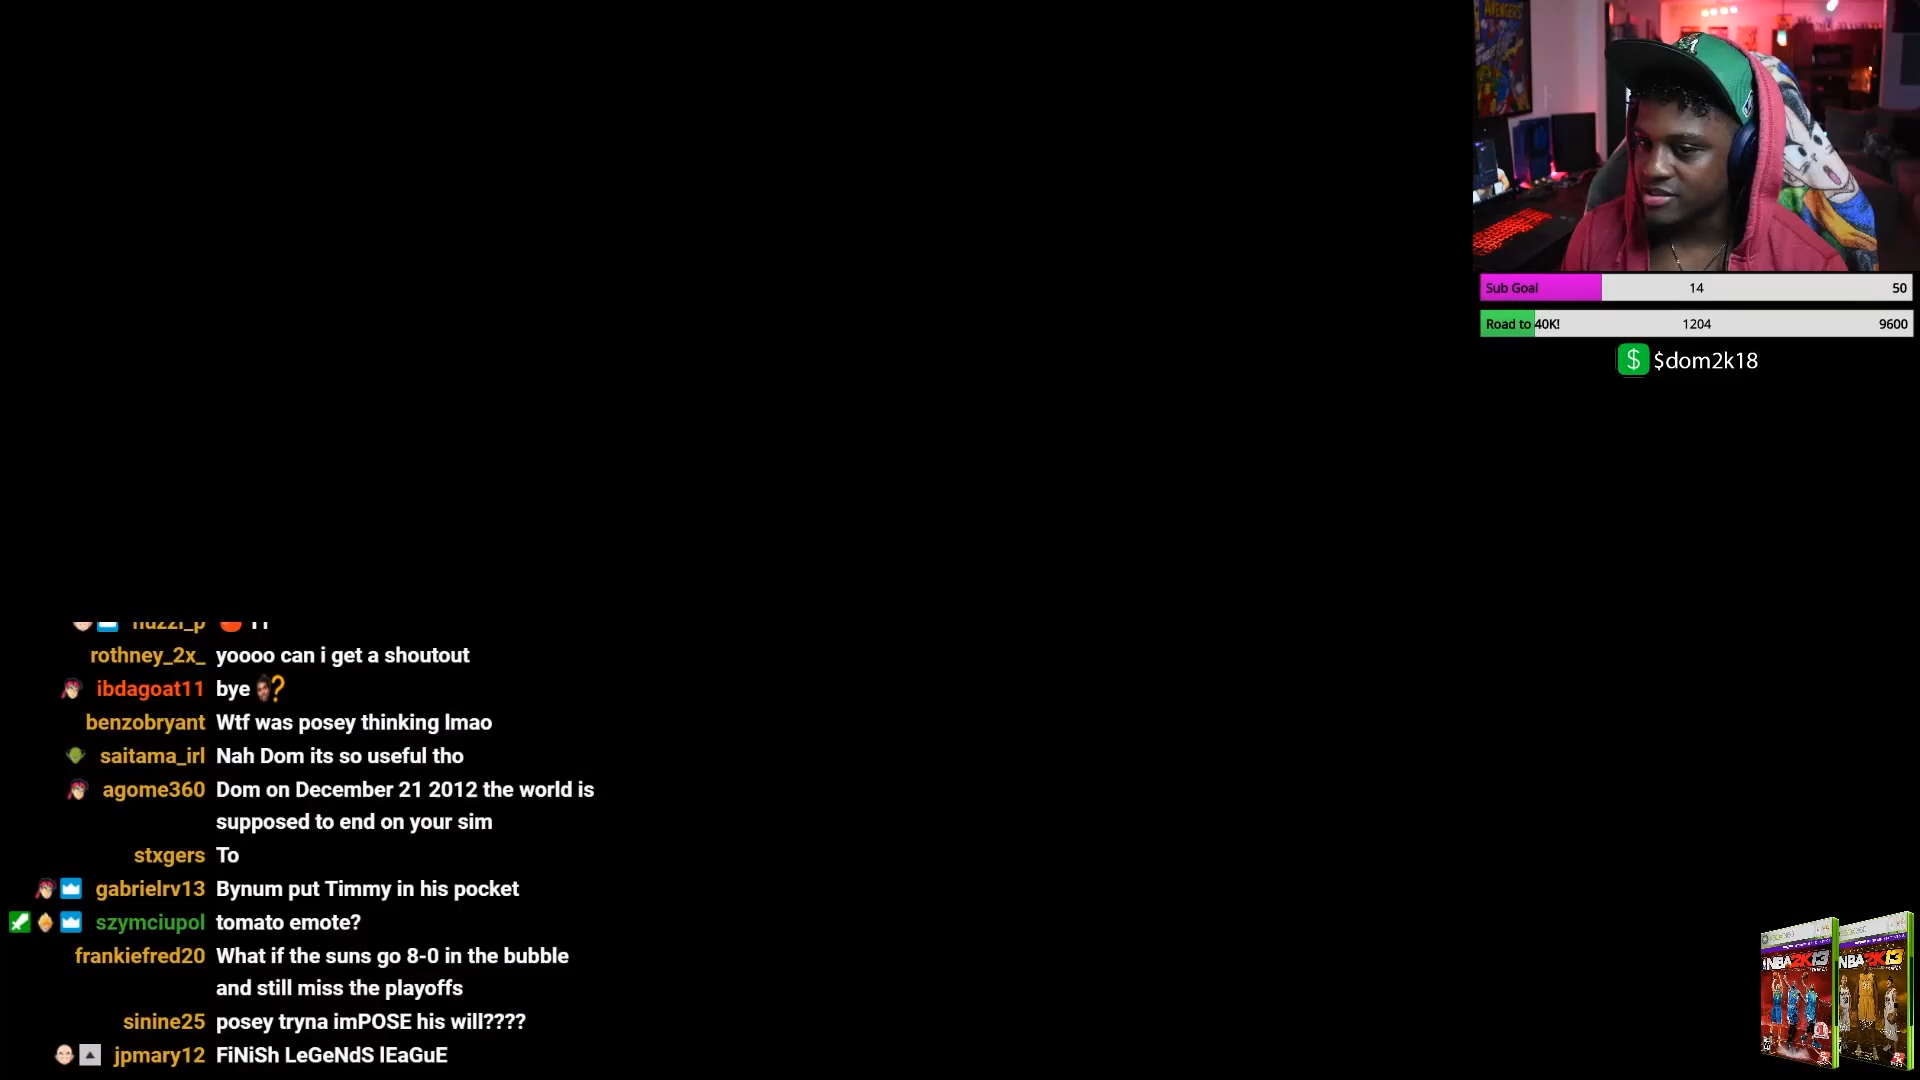 AVENGERS
Sub Goal 14 50
Road to 40K! 1204 9600
$ $dom2k18
rothney_2x_ yoooo can i get a shoutout
ibdagoat11 bye
benzobryant Wtf was posey thinking lmao
saitama_irl Nah Dom its so useful tho
agome360 Dom on December 21 2012 the world is
supposed to end on your sim
stxgers To
gabrielrv13 Bynum put Timmy in his pocket
szymciupol tomato emote?
frankiefred20 What if the suns go 8-0 in the bubble
and still miss the playoffs
sinine25 posey tryna imPOSE his will????
jpmary12 FiNiSh LeGeNdS lEaGuE
NBA2K13 NBA2K13